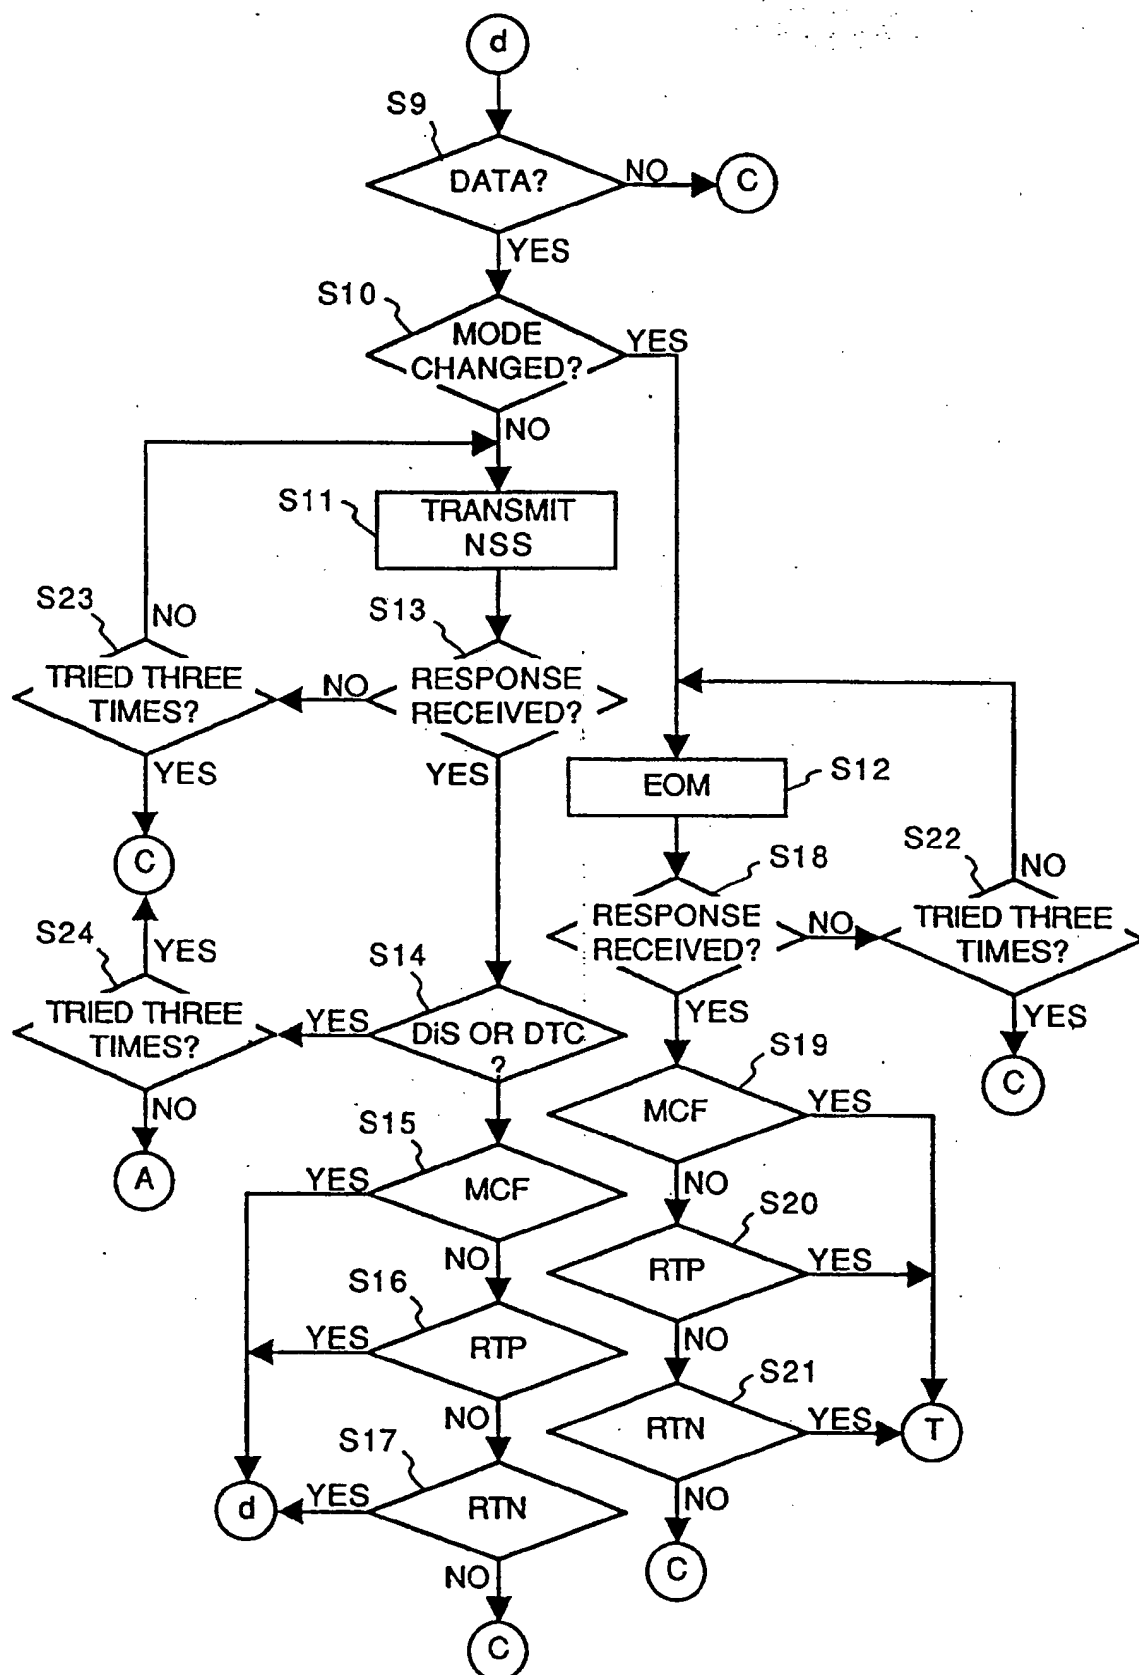 d
S9
DATA?
NO
C
YES
S10
MODE
CHANGED?
YES
NO
S11
TRANSMIT
NSS
S23
NO
S13
TRIED THREE
TIMES?
NO
RESPONSE
RECEIVED?
YES
YES
EOM
S12
C
S22
NO
S18
RESPONSE
RECEIVED?
NO
TRIED THREE
TIMES?
S24
YES
S14
YES
YES
TRIED THREE
TIMES?
YES
DiS OR DTC
?
S19
C
NO
MCF
YES
S15
A
YES
MCF
NO
S20
NO
RTP
YES
S16
YES
RTP
NO
S21
NO
RTN
YES
T
S17
d
YES
RTN
NO
NO
C
C